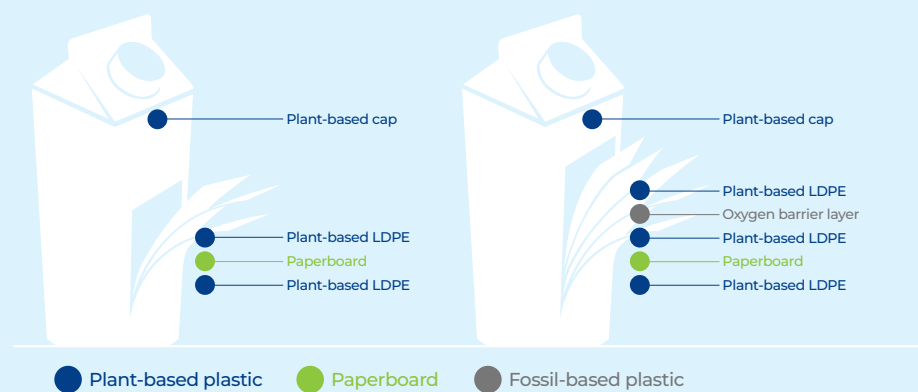 Plant-based cap
Plant-based LDPE
Paperboard
Plant-based LDPE
Plant-based cap
Plant-based LDPE
Oxygen barrier layer
Plant-based LDPE
Paperboard
Plant-based LDPE
Plant-based plastic
Paperboard
Fossil-based plastic